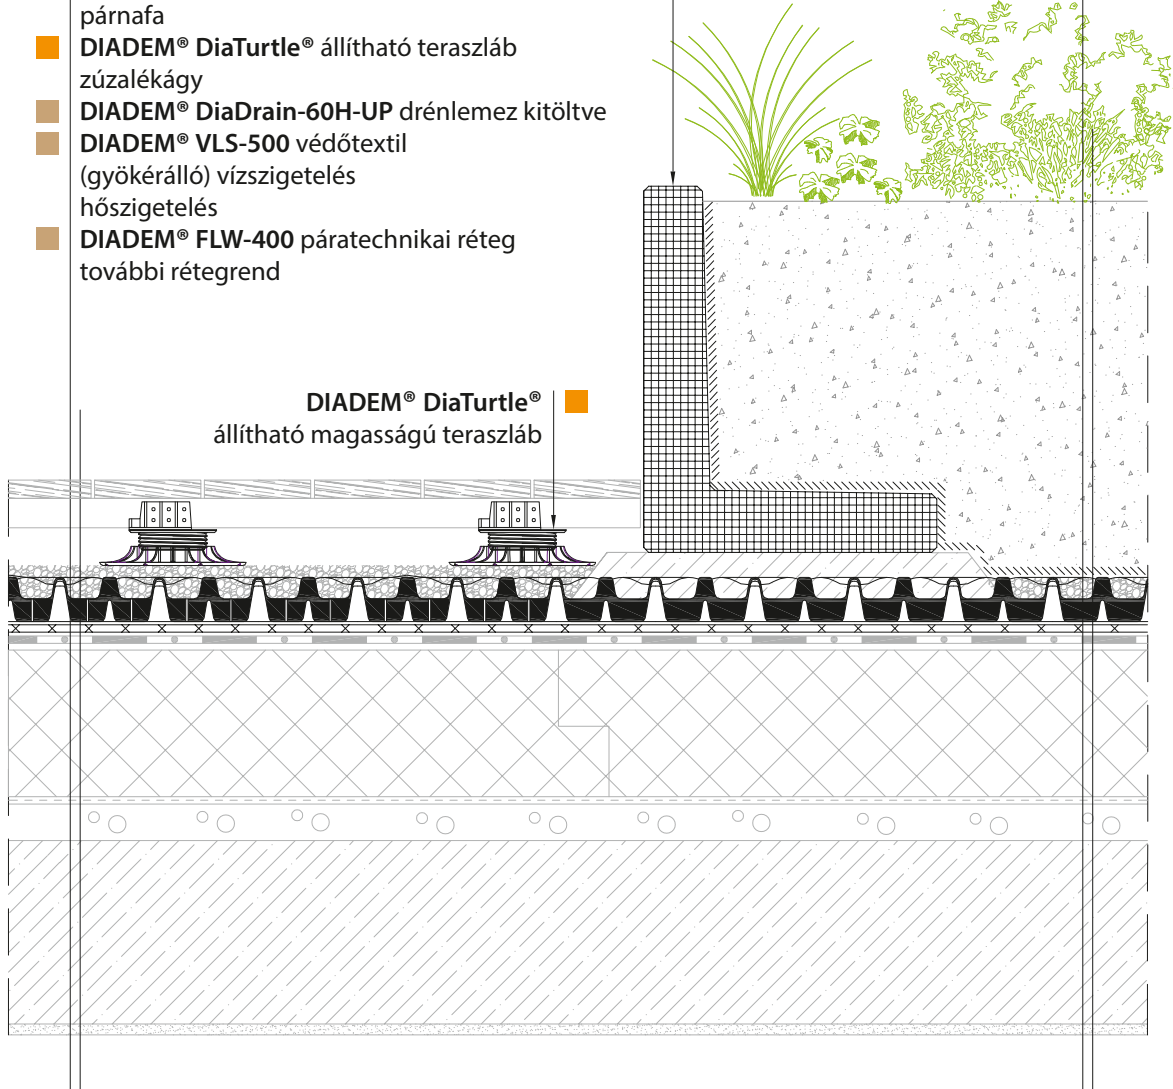 párnafa
DIADEM® DiaTurtle® állítható teraszláb
zúzalékágy
DIADEM® DiaDrain-60H-UP drénlemez kitöltve
DIADEM® VLS-500 védőtextil
(gyökérálló) vízszigetelés
hőszigetelés
DIADEM® FLW-400 páratechnikai réteg
további rétegrend
DIADEM® DiaTurtle®
állítható magasságú teraszláb